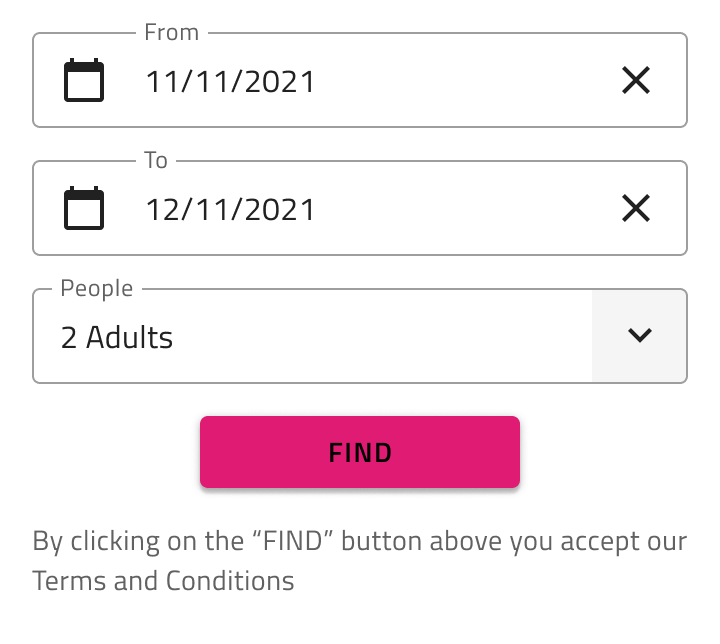 From
11/11/2021
To
12/11/2021
People
2 Adults
FIND
By clicking on the “FIND” button above you accept our
Terms and Conditions